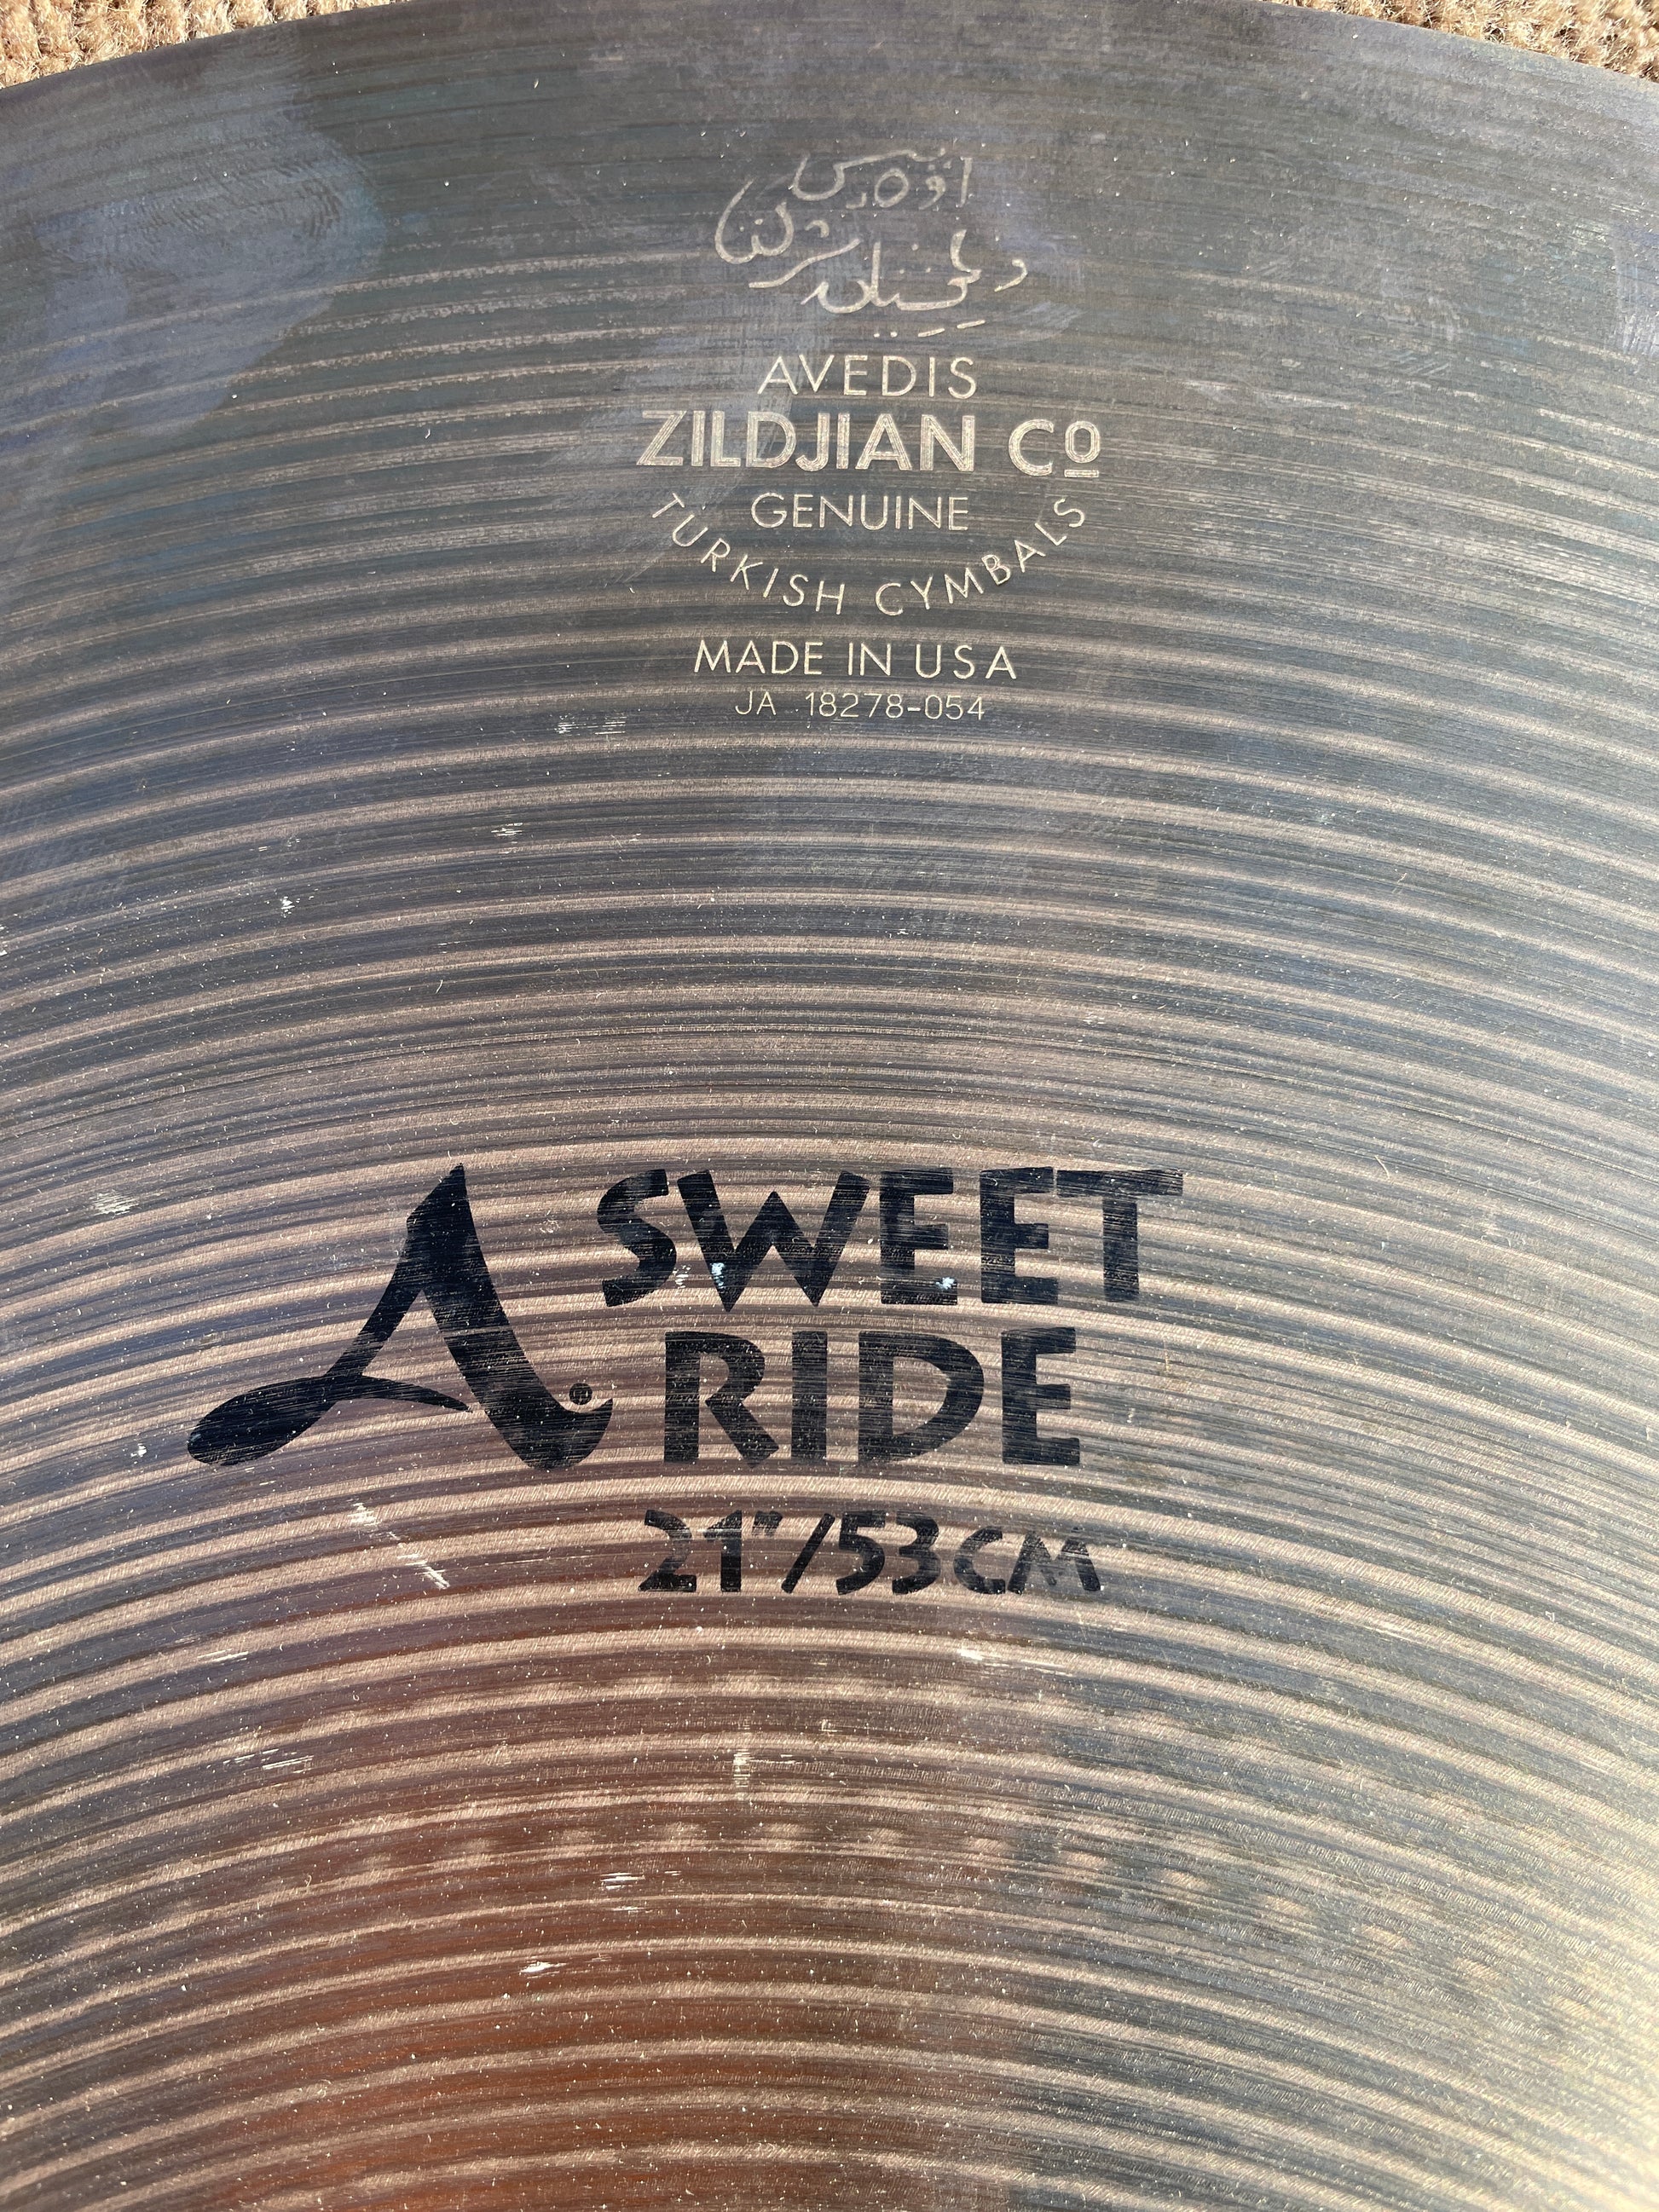 AVEDIS
ZILDJIAN Cº
GENUINE
TURKISH CYMBALS
MADE IN USA
JA 18278-054
A® SWEET
RIDE
21"/53CM